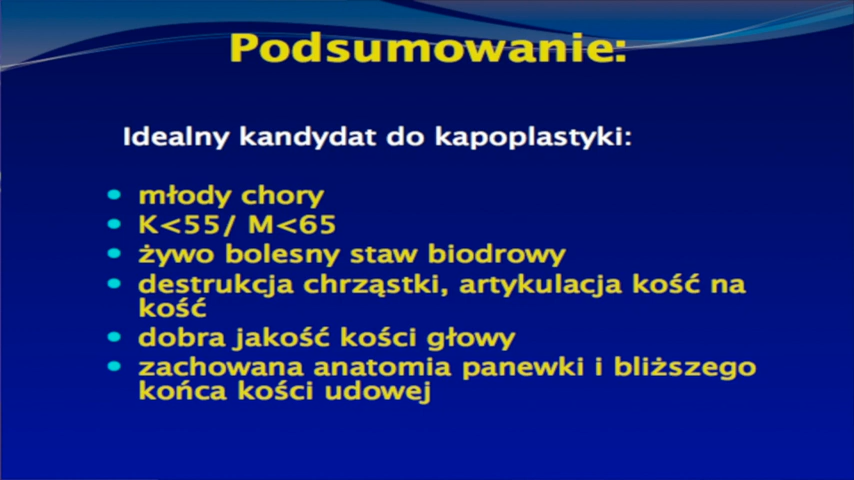 Podsumowanie:
Idealny kandydat do kapoplastyki:
młody chory
K<55/ M<65
żywo bolesny staw biodrowy
destrukcja chrząstki, artykulacja kość na
kość
dobra jakość kości głowy
zachowana anatomia panewki i bliższego
końca kości udowej